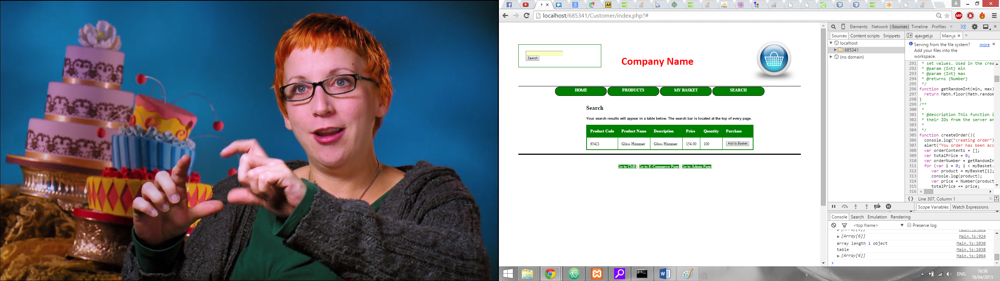 localhost/685341/Customer/index.php?#
ABP
AA
PMA
Search
Company Name
HOME
PRODUCTS
MY BASKET
SEARCH
Search
Your search results will appear in a table below. The search bar is located at the top of every page.
Product Code Product Name Description Price Quantity Purchase
65421 Glass Hammer Glass Hammer. 154.00 100 Add to Basket
Go to CMS | Go to E-Commerce Page | Go to Admin Page
Elements Network Sources Timeline Profiles »
Sources Content scripts Snippets
ajaxget.js Main.js × »
localhost
685341
(no domain)
Serving from the file system? more ×
Add your files into the
workspace.
291 * set values. Used in the crea
292 * @param {Int} min
293 * @param {Int} max
294 * @returns {Number}
295 */
296 function getRandomInt(min, max)
297 return Math.floor(Math.random
298 }
299 /**
300 *
301 * @description This function i
302 * their IDs from the server an
303 *
304 */
305 function createOrder(){
306 console.log("creating order")
307 alert("You order has been acc
308 var orderContents = [];
309 var totalPrice = 0;
310 var orderNumber = getRandomIn
311 for (var i = 0; i < myBasket.
312 var product = myBasket[i];
313 console.log(product);
314 var price = Number(product
315 totalPrice += price;
316
{} Line 307, Column 1
Scope Variables Watch Expressions
Console Search Emulation Rendering
<top frame> Preserve log
[Array[6]] Main.js:924
array length 1 object Main.js:1030
table Main.js:1038
[Array[6]] Main.js:1064
ENG
16:56
18/04/2015